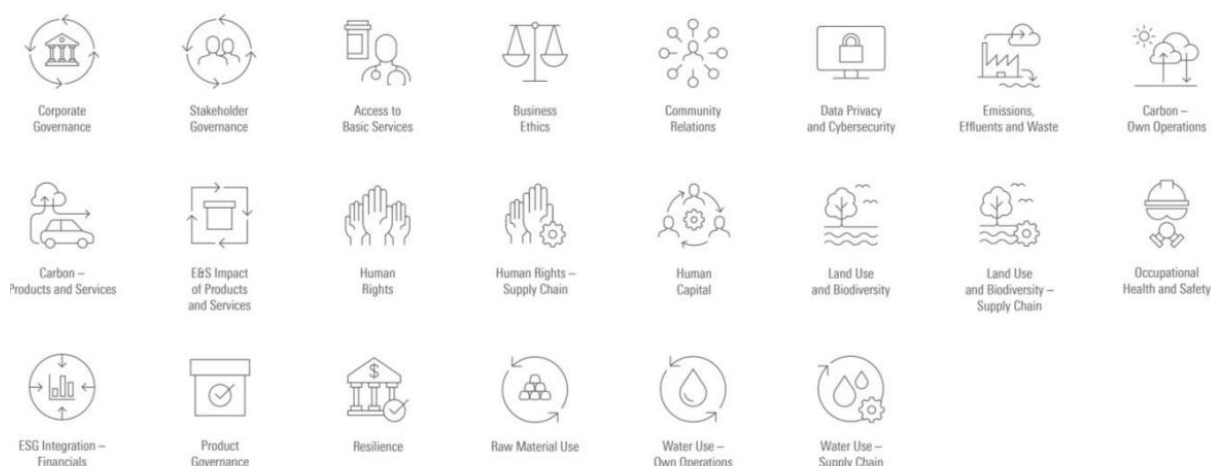 Corporate
Governance
Stakeholder
Governance
Access to
Basic Services
Business
Ethics
Community
Relations
Data Privacy
and Cybersecurity
Emissions,
Effluents and Waste
Carbon –
Own Operations
Carbon –
Products and Services
E&S Impact
of Products
and Services
Human
Rights
Human Rights –
Supply Chain
Human
Capital
Land Use
and Biodiversity
Land Use
and Biodiversity –
Supply Chain
Occupational
Health and Safety
$
ESG Integration –
Financials
Product
Governance
Resilience
Raw Material Use
Water Use –
Own Operations
Water Use –
Supply Chain